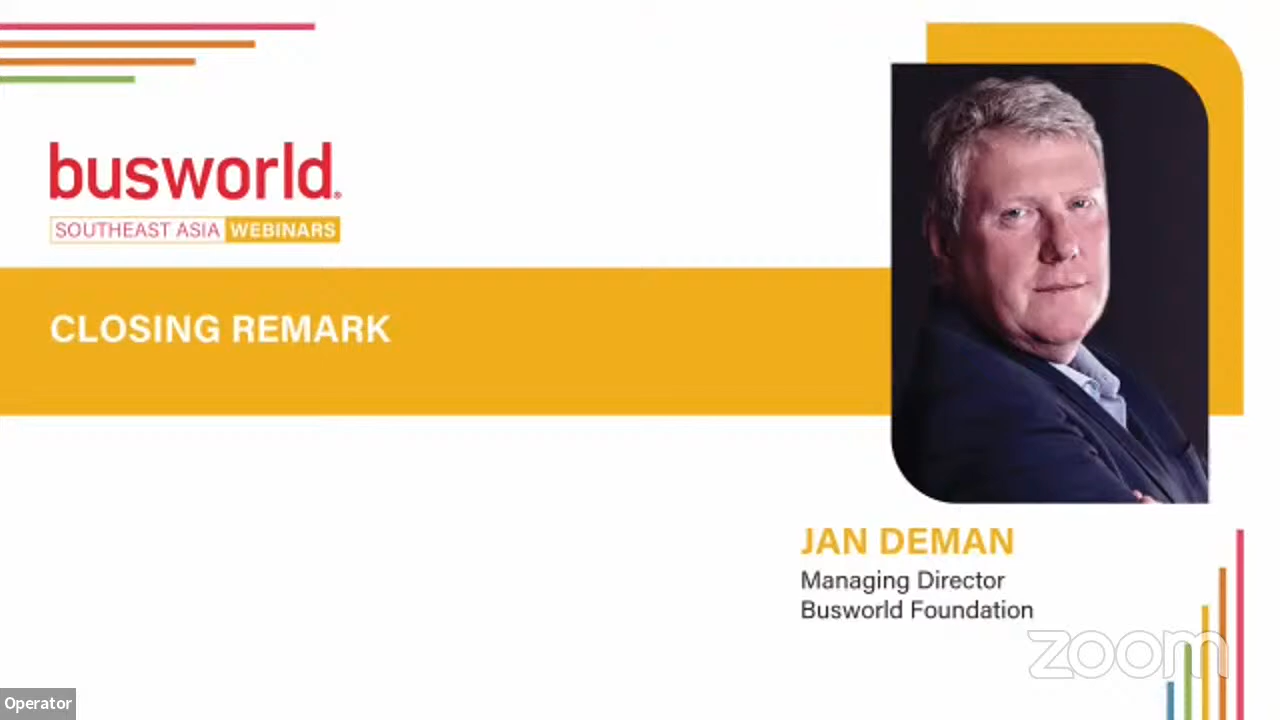 busworld®
SOUTHEAST ASIA WEBINARS
CLOSING REMARK
JAN DEMAN
Managing Director
Busworld Foundation
zoom
Operator